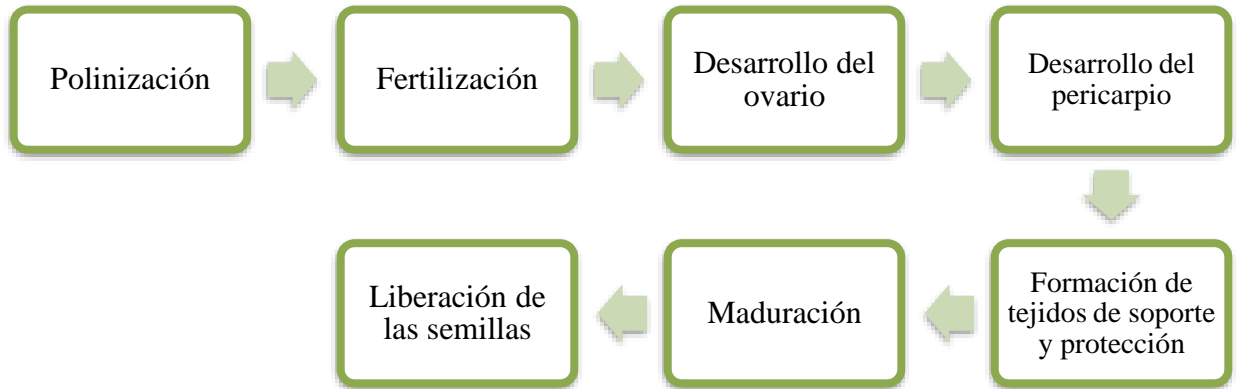 Polinización
Fertilización
Desarrollo del
ovario
Desarrollo del
pericarpio
Formación de
tejidos de soporte
y protección
Maduración
Liberación de
las semillas